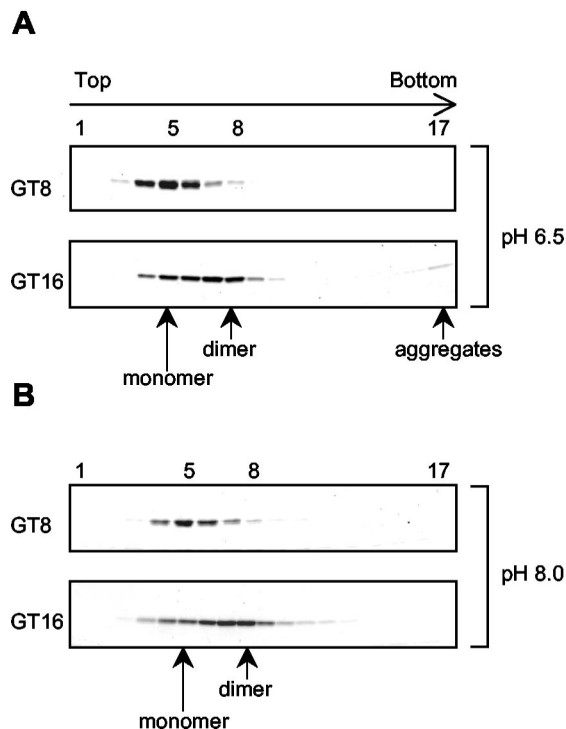 A
Top Bottom
1 5 8 17
GT8
pH 6.5
GT16
dimer aggregates
monomer
B
1 5 8 17
GT8
pH 8.0
GT16
dimer
monomer